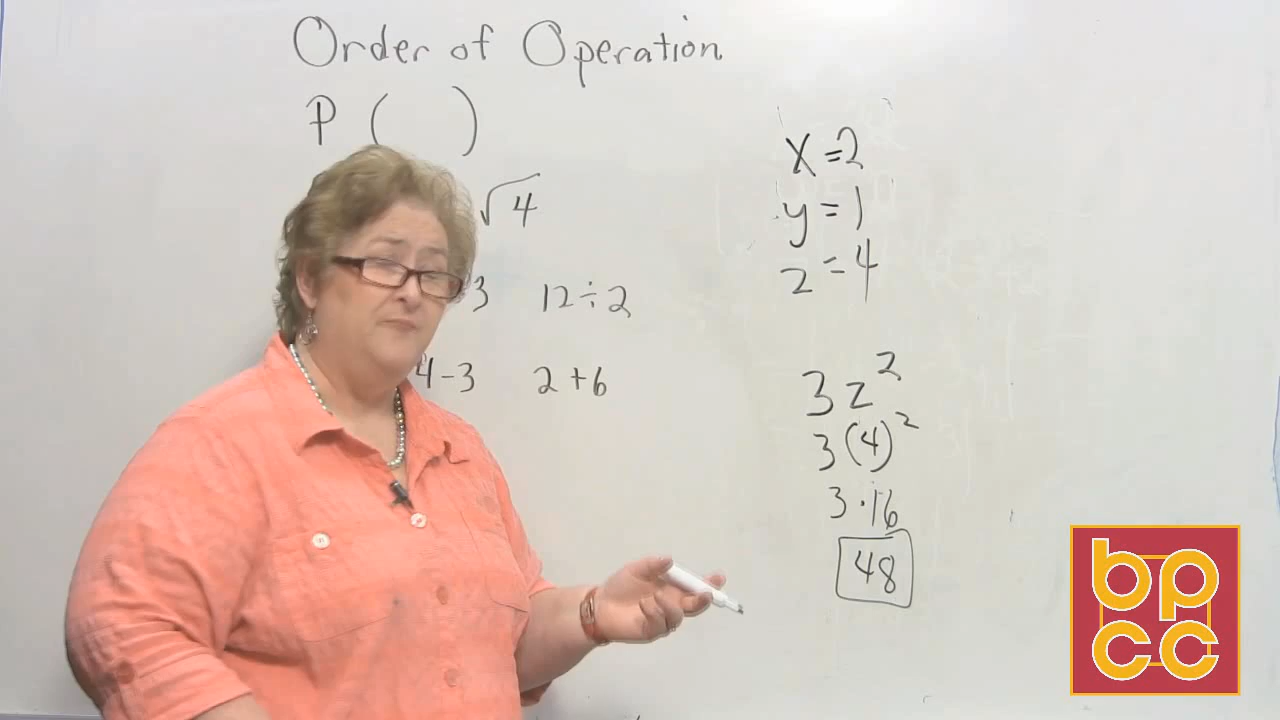 Order of Operation
P ( )
√4
3 12÷2
4-3 2+6
x=2
y=1
z=4
3z²
3(4)²
3·16
48
bp
cc